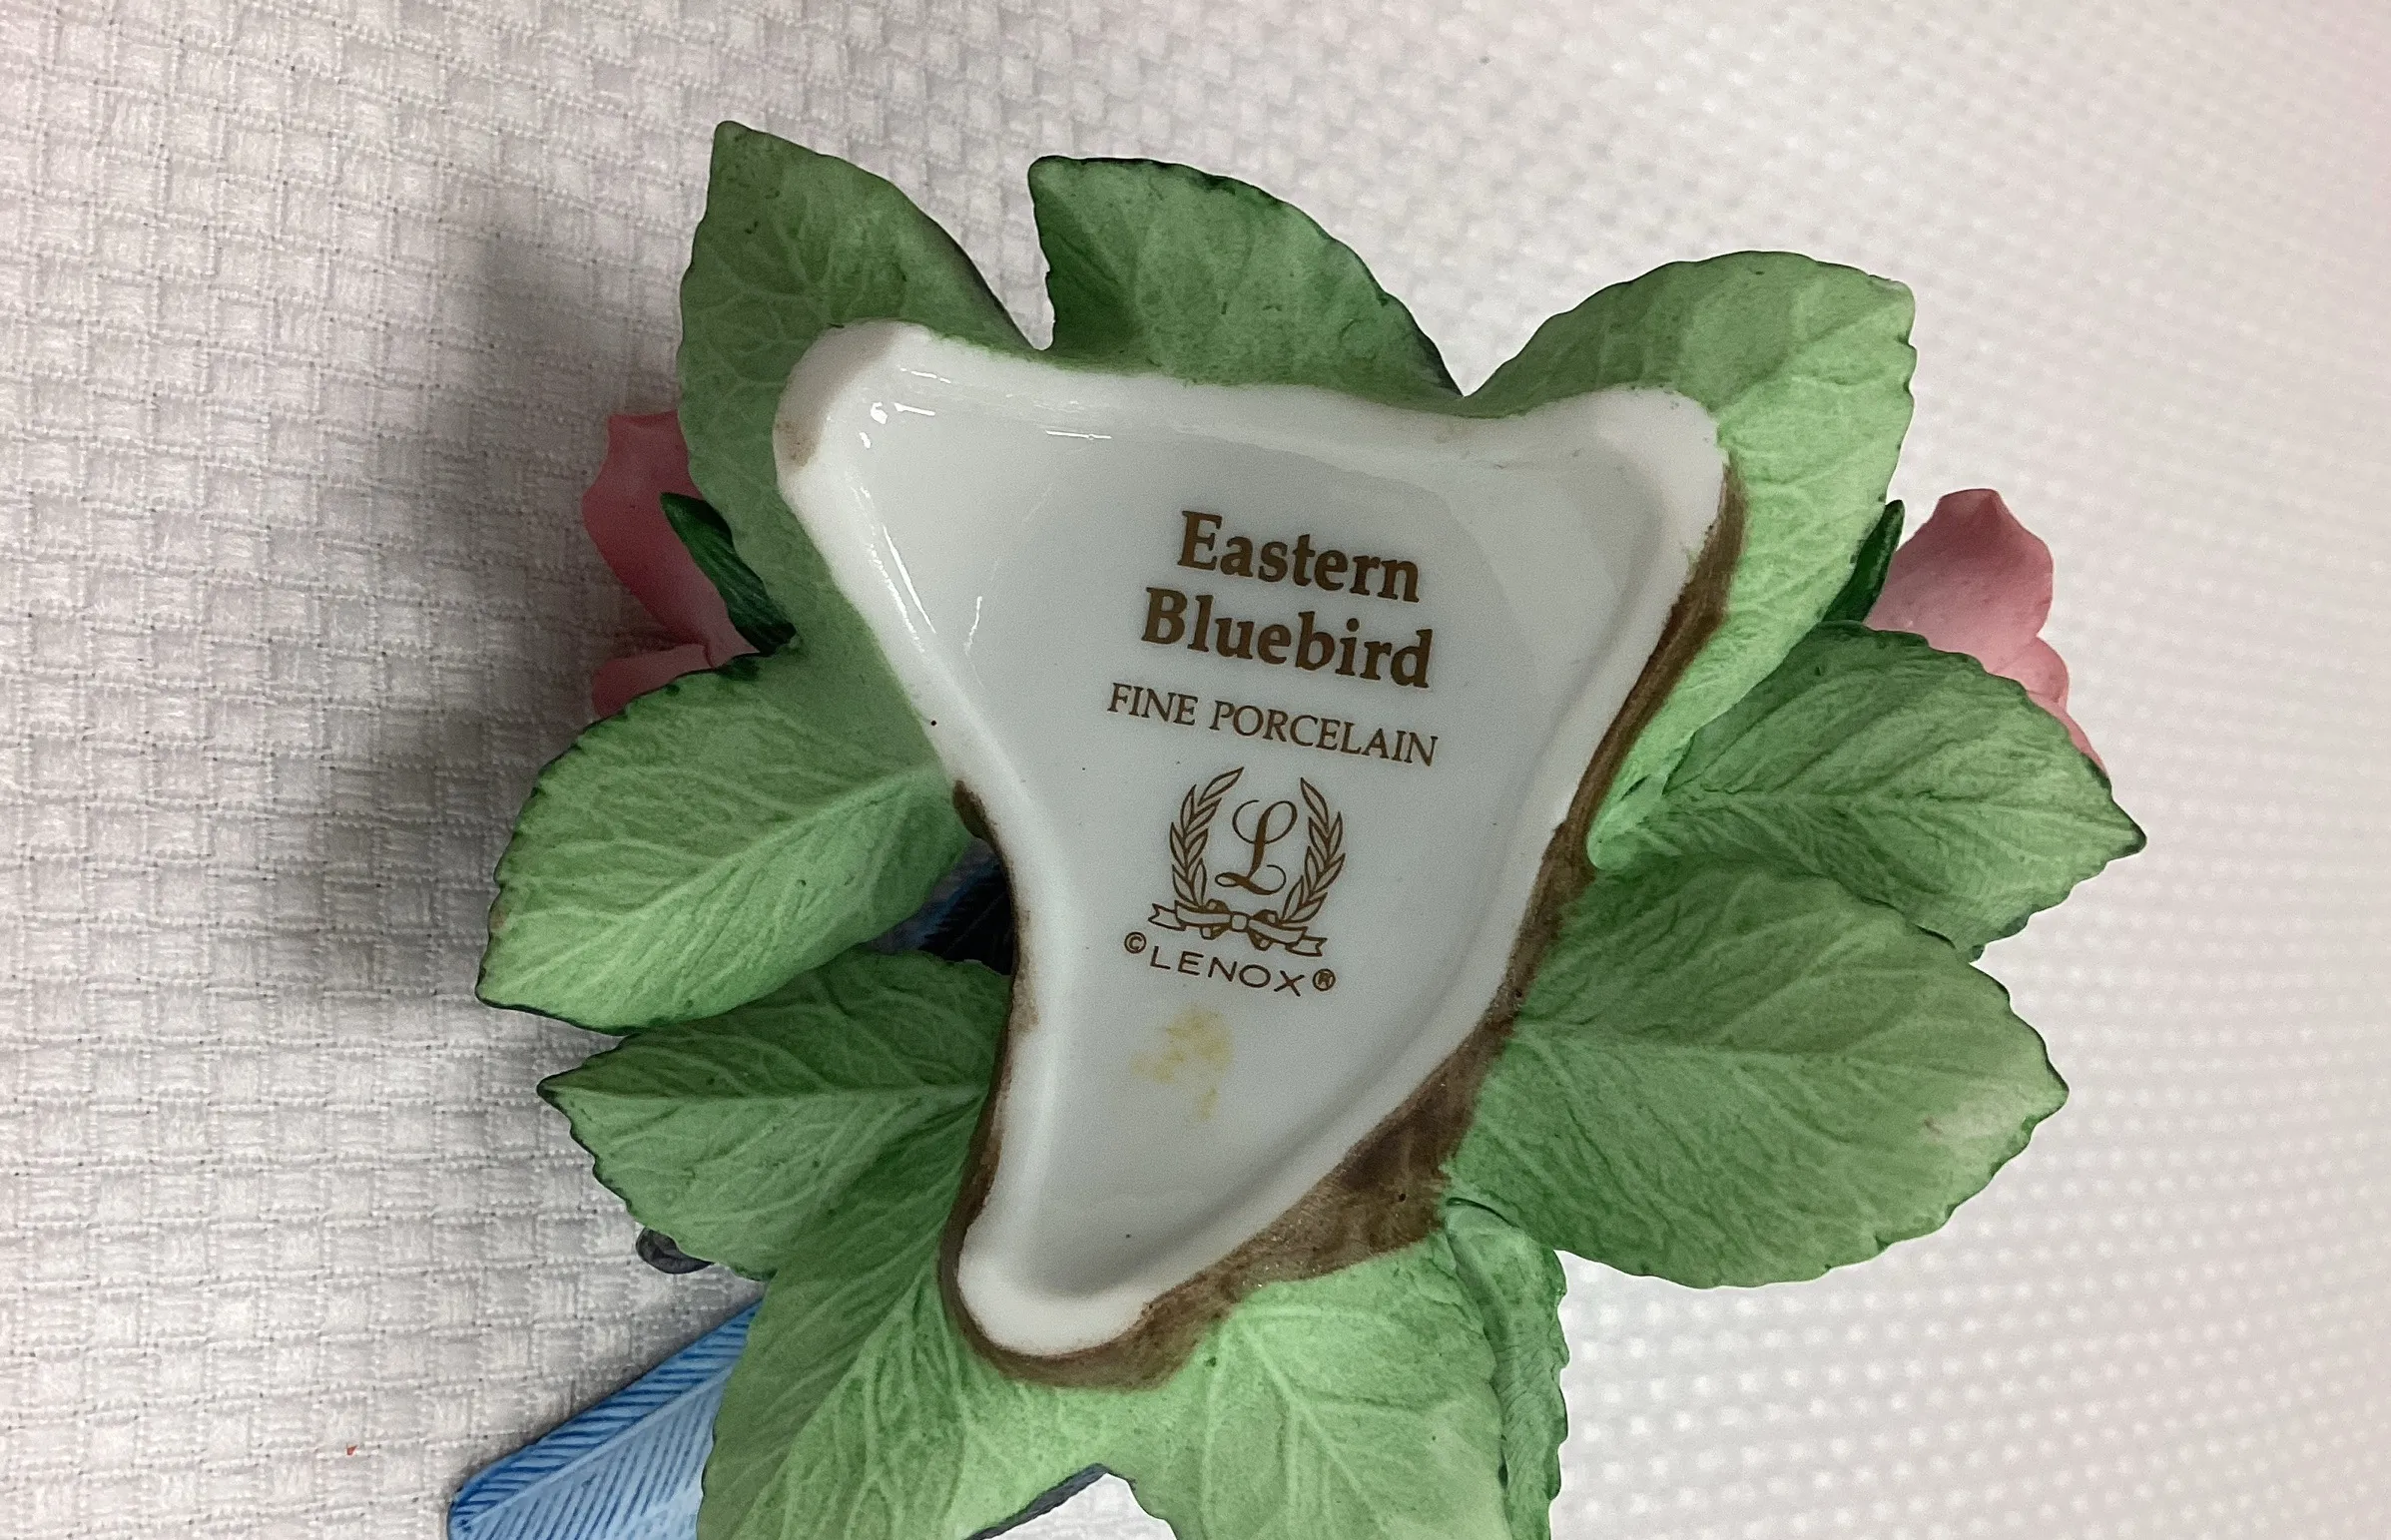 Eastern
Bluebird
FINE PORCELAIN
L
©LENOX®